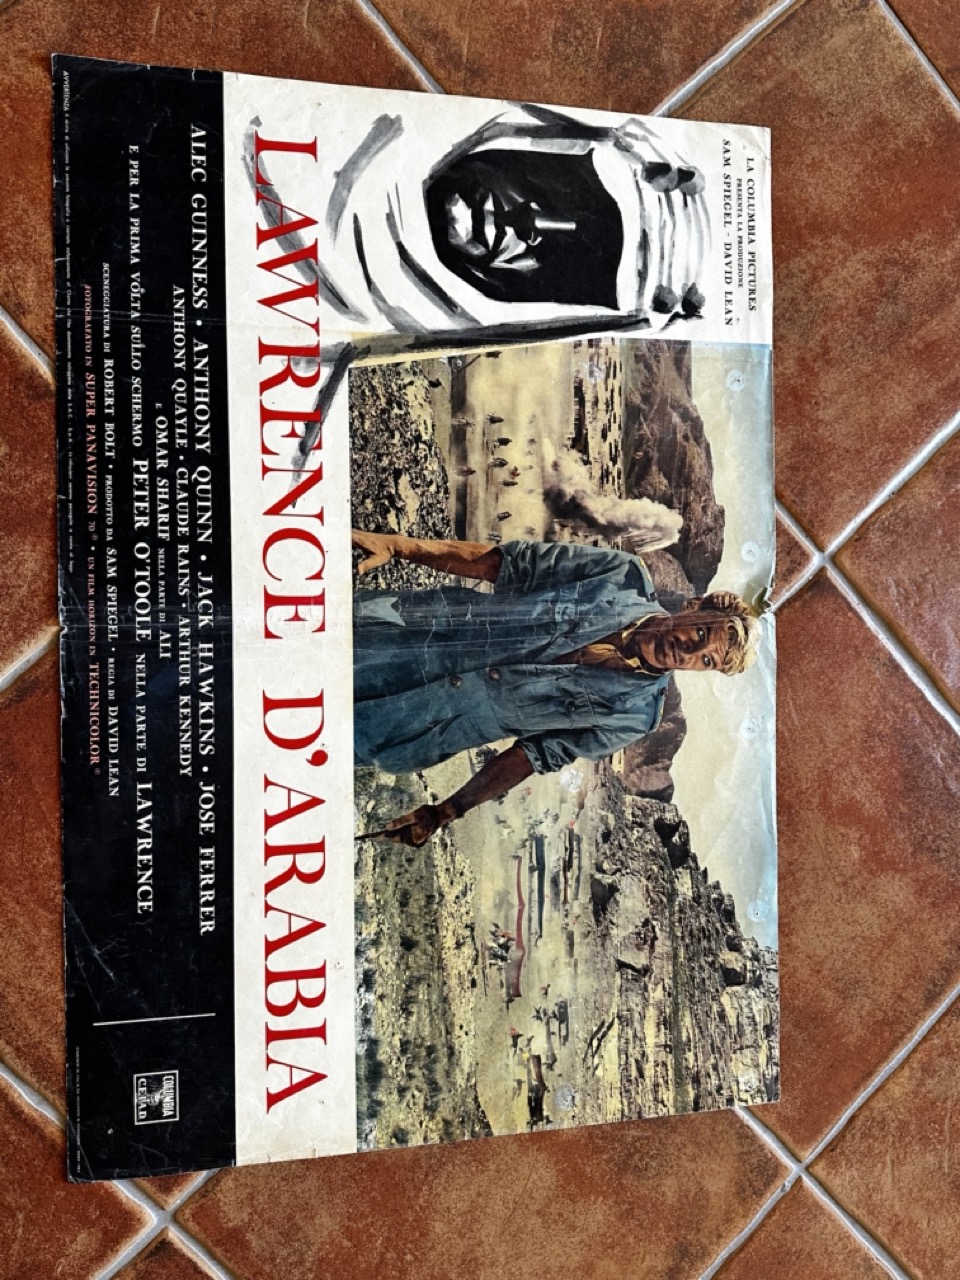 LA COLUMBIA PICTURES
PRESENTA LA PRODUZIONE
SAM SPIEGEL - DAVID LEAN
LAWRENCE D'ARABIA
ALEC GUINNESS • ANTHONY QUINN • JACK HAWKINS • JOSE FERRER
ANTHONY QUAYLE • CLAUDE RAINS • ARTHUR KENNEDY
E OMAR SHARIF NELLA PARTE DI ALI
E PER LA PRIMA VOLTA SULLO SCHERMO PETER O'TOOLE NELLA PARTE DI LAWRENCE
SCENEGGIATURA DI ROBERT BOLT • PRODOTTO DA SAM SPIEGEL • REGIA DI DAVID LEAN
FOTOGRAFATO IN SUPER PANAVISION 70® • UN FILM HORIZON IN TECHNICOLOR®
COLUMBIA
C.E.I.A.D.
AVVERTENZA